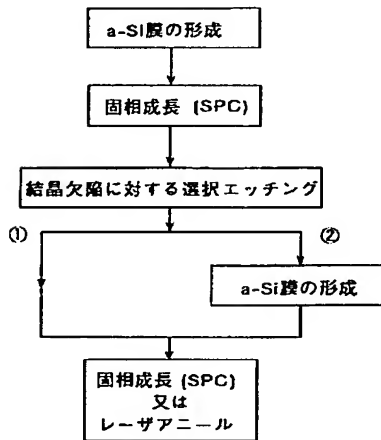 a-Si膜の形成
固相成長 (SPC)
結晶欠陥に対する選択エッチング
① ②
a-Si膜の形成
固相成長 (SPC)
又は
レーザアニール